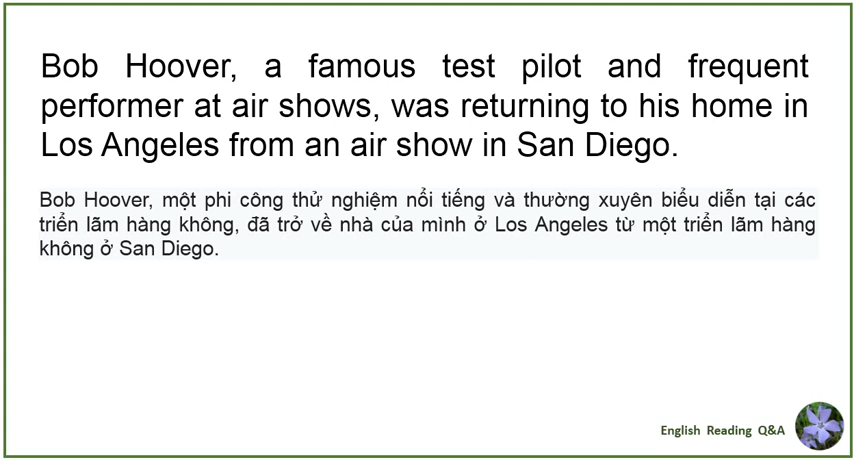 Bob Hoover, a famous test pilot and frequent
performer at air shows, was returning to his home in
Los Angeles from an air show in San Diego.
Bob Hoover, một phi công thử nghiệm nổi tiếng và thường xuyên biểu diễn tại các
triển lãm hàng không, đã trở về nhà của mình ở Los Angeles từ một triển lãm hàng
không ở San Diego.
English Reading Q&A